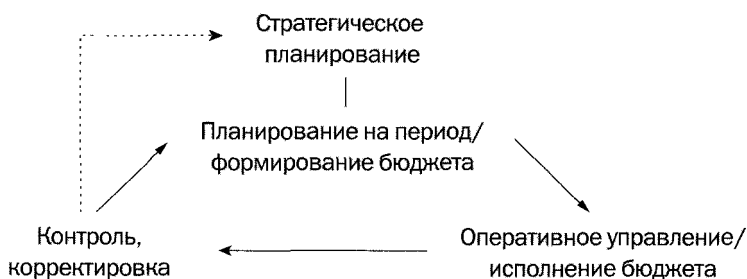 Стратегическое
планирование
Планирование на период/
формирование бюджета
Контроль,
корректировка
Оперативное управление/
исполнение бюджета